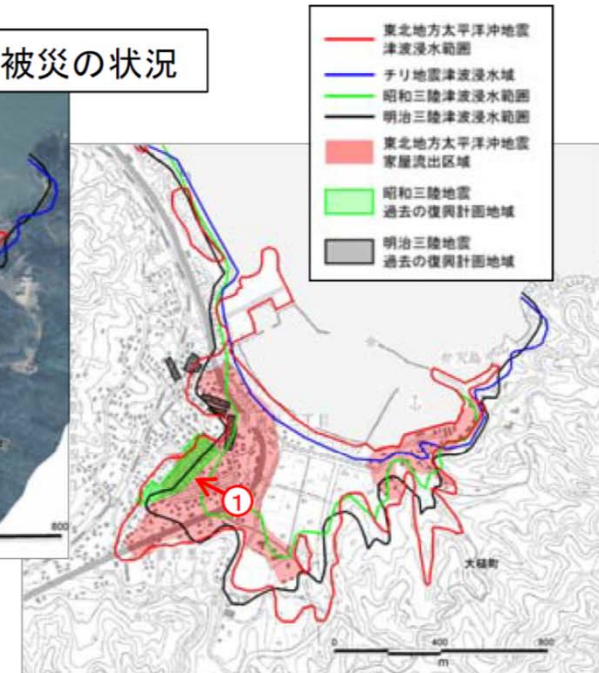 被災の状況
東北地方太平洋沖地震
津波浸水範囲
チリ地震津波浸水域
昭和三陸津波浸水範囲
明治三陸津波浸水範囲
東北地方太平洋沖地震
家屋流出区域
昭和三陸地震
過去の復興計画地域
明治三陸地震
過去の復興計画地域
弁天島
1
大槌町
800
0 400 800
m